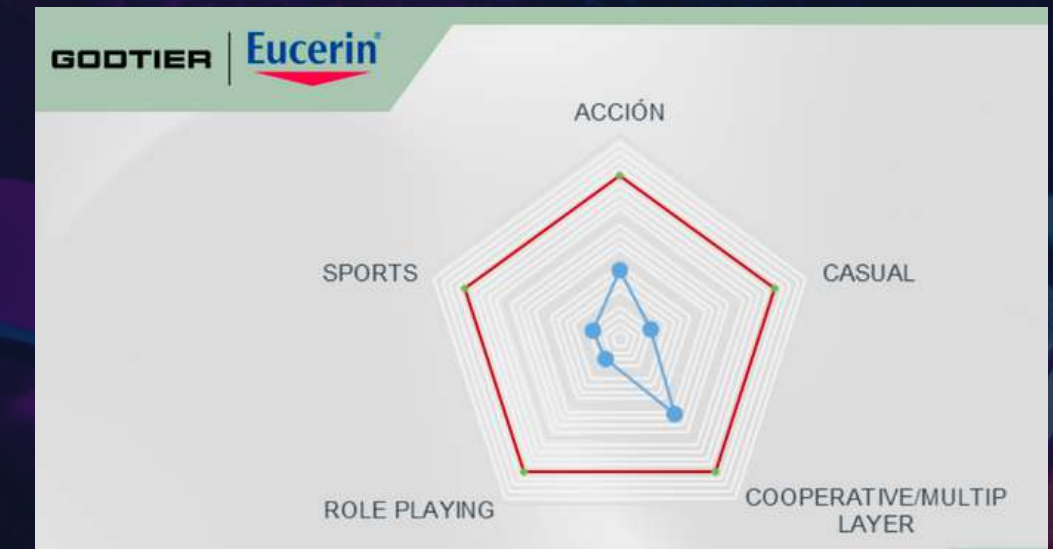 GODTIER
Eucerin
ACCIÓN
SPORTS
CASUAL
ROLE PLAYING
COOPERATIVE/MULTIP
LAYER